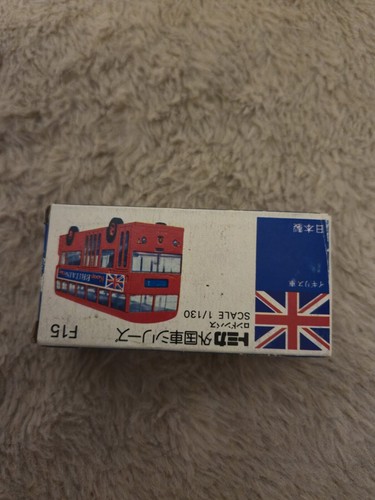 トミカ外国車シリーズ
F15
ロンドンバス
SCALE 1/130
イギリス車
日本製
BRITAIN